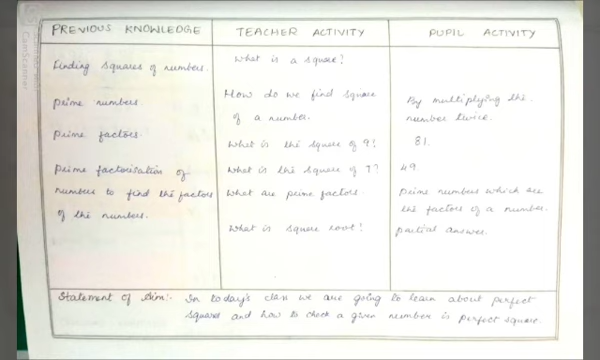 PREVIOUS KNOWLEDGE
TEACHER ACTIVITY
PUPIL ACTIVITY
Finding squares of numbers.
Prime numbers.
Prime factors.
Prime factorisation of
numbers to find the factors
of the numbers.
What is a square?
How do we find square
of a number.
What is the square of 9?
What is the square of 7?
What are prime factors.
What is square root?
By multiplying the
number twice.
81.
49
Prime numbers which are
the factors of a number.
partial answer.
Statement of Aim:- In today's class we are going to learn about perfect
squares and how to check a given number is perfect square.